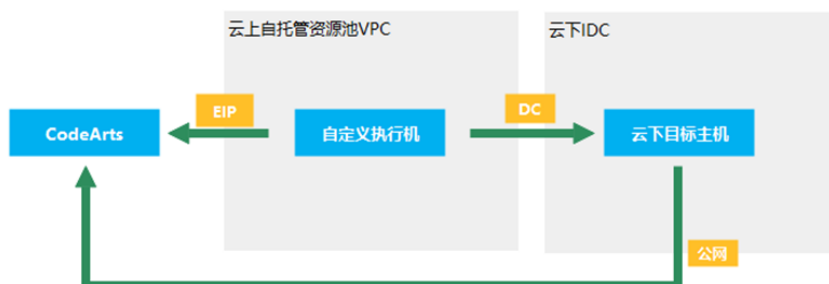 云上自托管资源池VPC
云下IDC
EIP
DC
CodeArts
自定义执行机
云下目标主机
公网